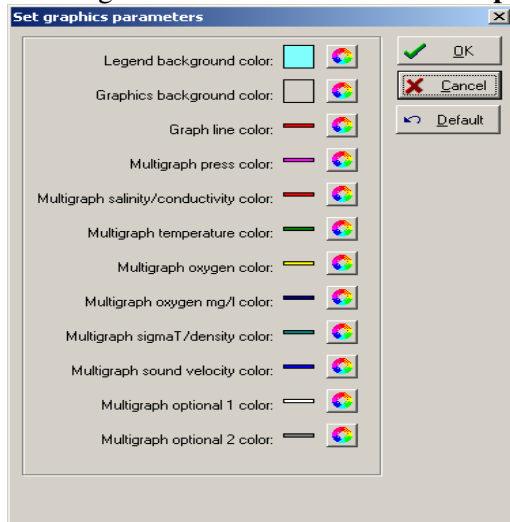 Set graphics parameters
Legend background color:
Graphics background color:
Graph line color:
Multigraph press color:
Multigraph salinity/conductivity color:
Multigraph temperature color:
Multigraph oxygen color:
Multigraph oxygen mg/l color:
Multigraph sigmaT/density color:
Multigraph sound velocity color:
Multigraph optional 1 color:
Multigraph optional 2 color:
OK
Cancel
Default